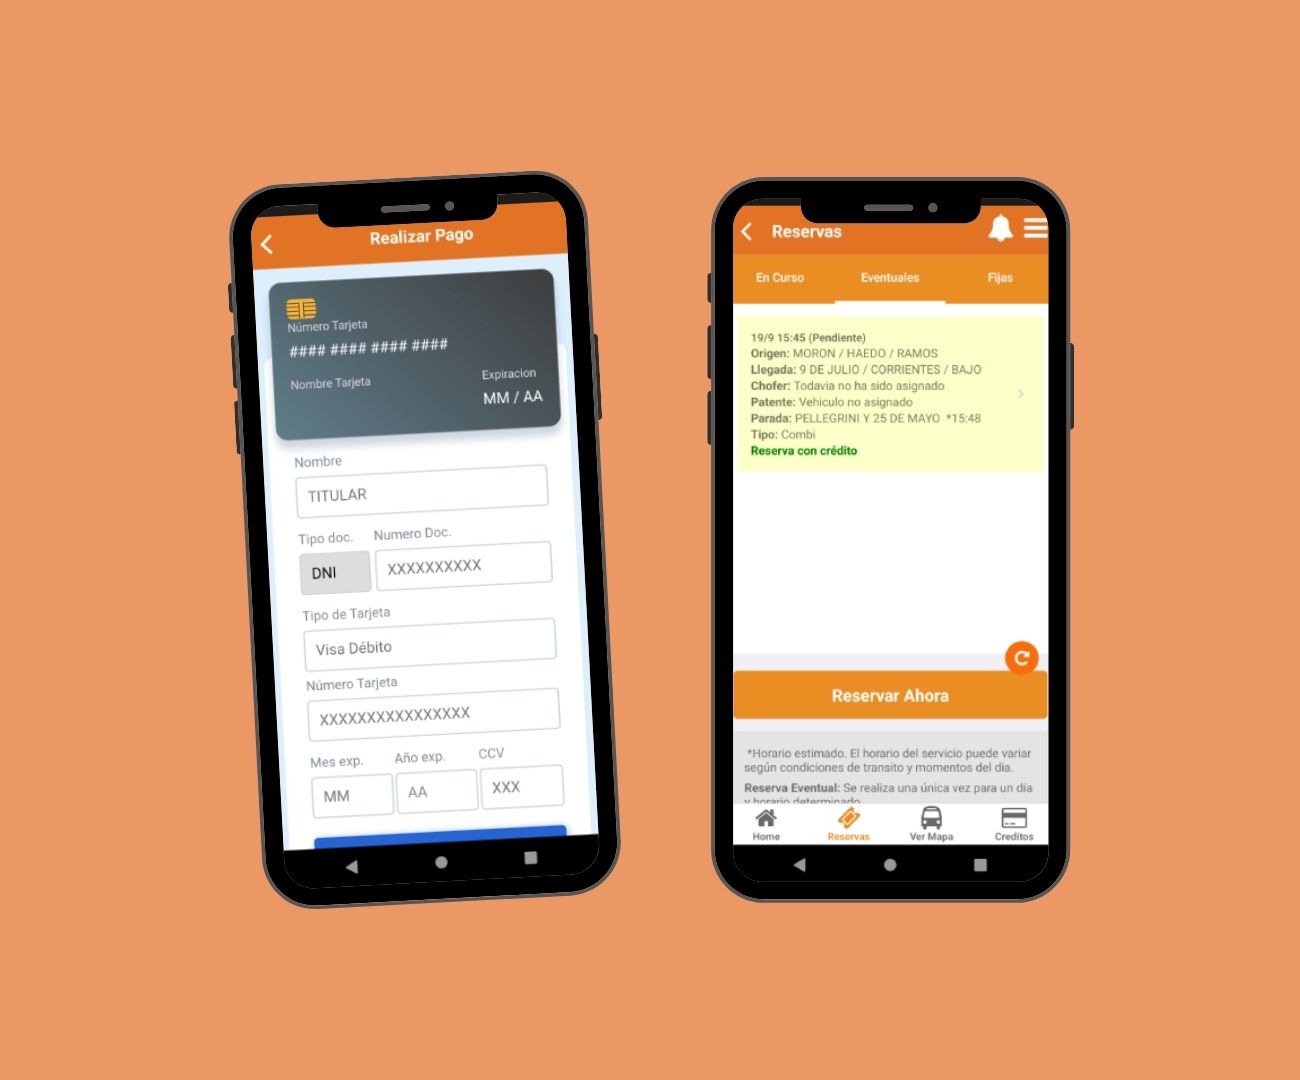 Realizar Pago
Número Tarjeta
#### #### #### ####
Nombre Tarjeta
Expiracion
MM / AA
Nombre
TITULAR
Tipo doc.
Numero Doc.
DNI
XXXXXXXXXX
Tipo de Tarjeta
Visa Débito
Número Tarjeta
XXXXXXXXXXXXXXXX
Mes exp.
Año exp.
CCV
MM
AA
XXX
Reservas
En Curso
Eventuales
Fijas
19/9 15:45 (Pendiente)
Origen: MORON / HAEDO / RAMOS
Llegada: 9 DE JULIO / CORRIENTES / BAJO
Chofer: Todavia no ha sido asignado
Patente: Vehiculo no asignado
Parada: PELLEGRINI Y 25 DE MAYO *15:48
Tipo: Combi
Reserva con crédito
Reservar Ahora
*Horario estimado. El horario del servicio puede variar
según condiciones de transito y momentos del dia.
Reserva Eventual: Se realiza una única vez para un día
y horario determinado
Home
Reservas
Ver Mapa
Creditos